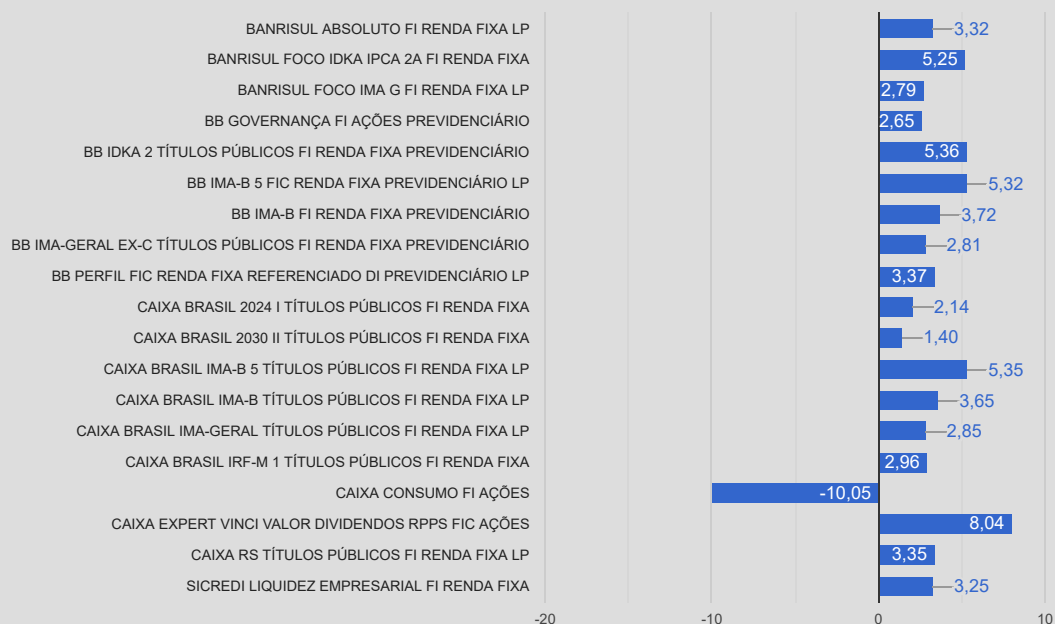 BANRISUL ABSOLUTO FI RENDA FIXA LP 3,32
BANRISUL FOCO IDKA IPCA 2A FI RENDA FIXA 5,25
BANRISUL FOCO IMA G FI RENDA FIXA LP 2,79
BB GOVERNANÇA FI AÇÕES PREVIDENCIÁRIO 2,65
BB IDKA 2 TÍTULOS PÚBLICOS FI RENDA FIXA PREVIDENCIÁRIO 5,36
BB IMA-B 5 FIC RENDA FIXA PREVIDENCIÁRIO LP 5,32
BB IMA-B FI RENDA FIXA PREVIDENCIÁRIO 3,72
BB IMA-GERAL EX-C TÍTULOS PÚBLICOS FI RENDA FIXA PREVIDENCIÁRIO 2,81
BB PERFIL FIC RENDA FIXA REFERENCIADO DI PREVIDENCIÁRIO LP 3,37
CAIXA BRASIL 2024 I TÍTULOS PÚBLICOS FI RENDA FIXA 2,14
CAIXA BRASIL 2030 II TÍTULOS PÚBLICOS FI RENDA FIXA 1,40
CAIXA BRASIL IMA-B 5 TÍTULOS PÚBLICOS FI RENDA FIXA LP 5,35
CAIXA BRASIL IMA-B TÍTULOS PÚBLICOS FI RENDA FIXA LP 3,65
CAIXA BRASIL IMA-GERAL TÍTULOS PÚBLICOS FI RENDA FIXA LP 2,85
CAIXA BRASIL IRF-M 1 TÍTULOS PÚBLICOS FI RENDA FIXA 2,96
CAIXA CONSUMO FI AÇÕES -10,05
CAIXA EXPERT VINCI VALOR DIVIDENDOS RPPS FIC AÇÕES 8,04
CAIXA RS TÍTULOS PÚBLICOS FI RENDA FIXA LP 3,35
SICREDI LIQUIDEZ EMPRESARIAL FI RENDA FIXA 3,25
-20 -10 0 10